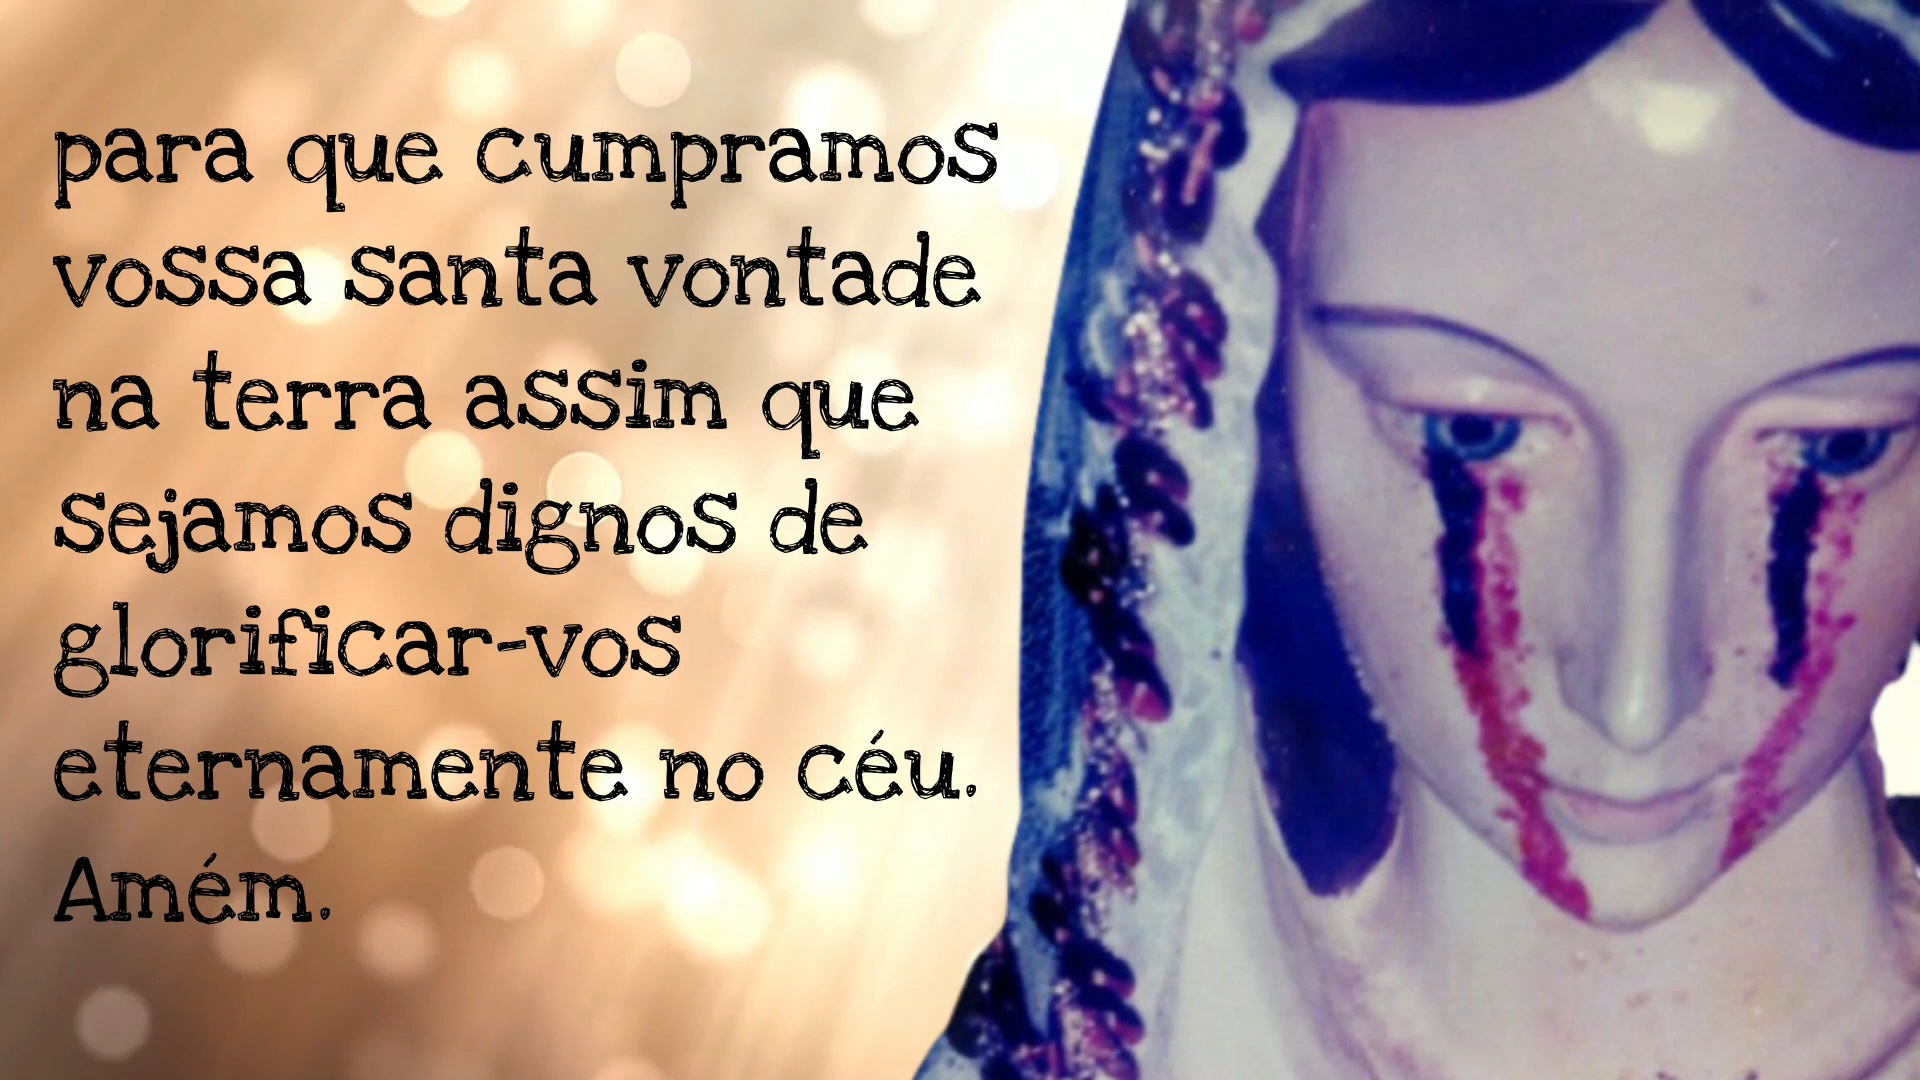 para que cumpramos
vossa santa vontade
na terra assim que
sejamos dignos de
glorificar-vos
eternamente no céu.
Amém.